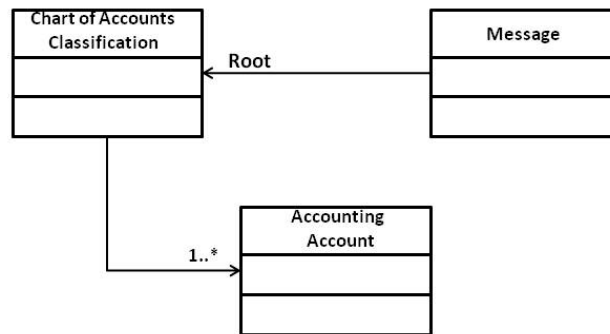 Chart of Accounts
Classification
Message
Root
Accounting
Account
1..*